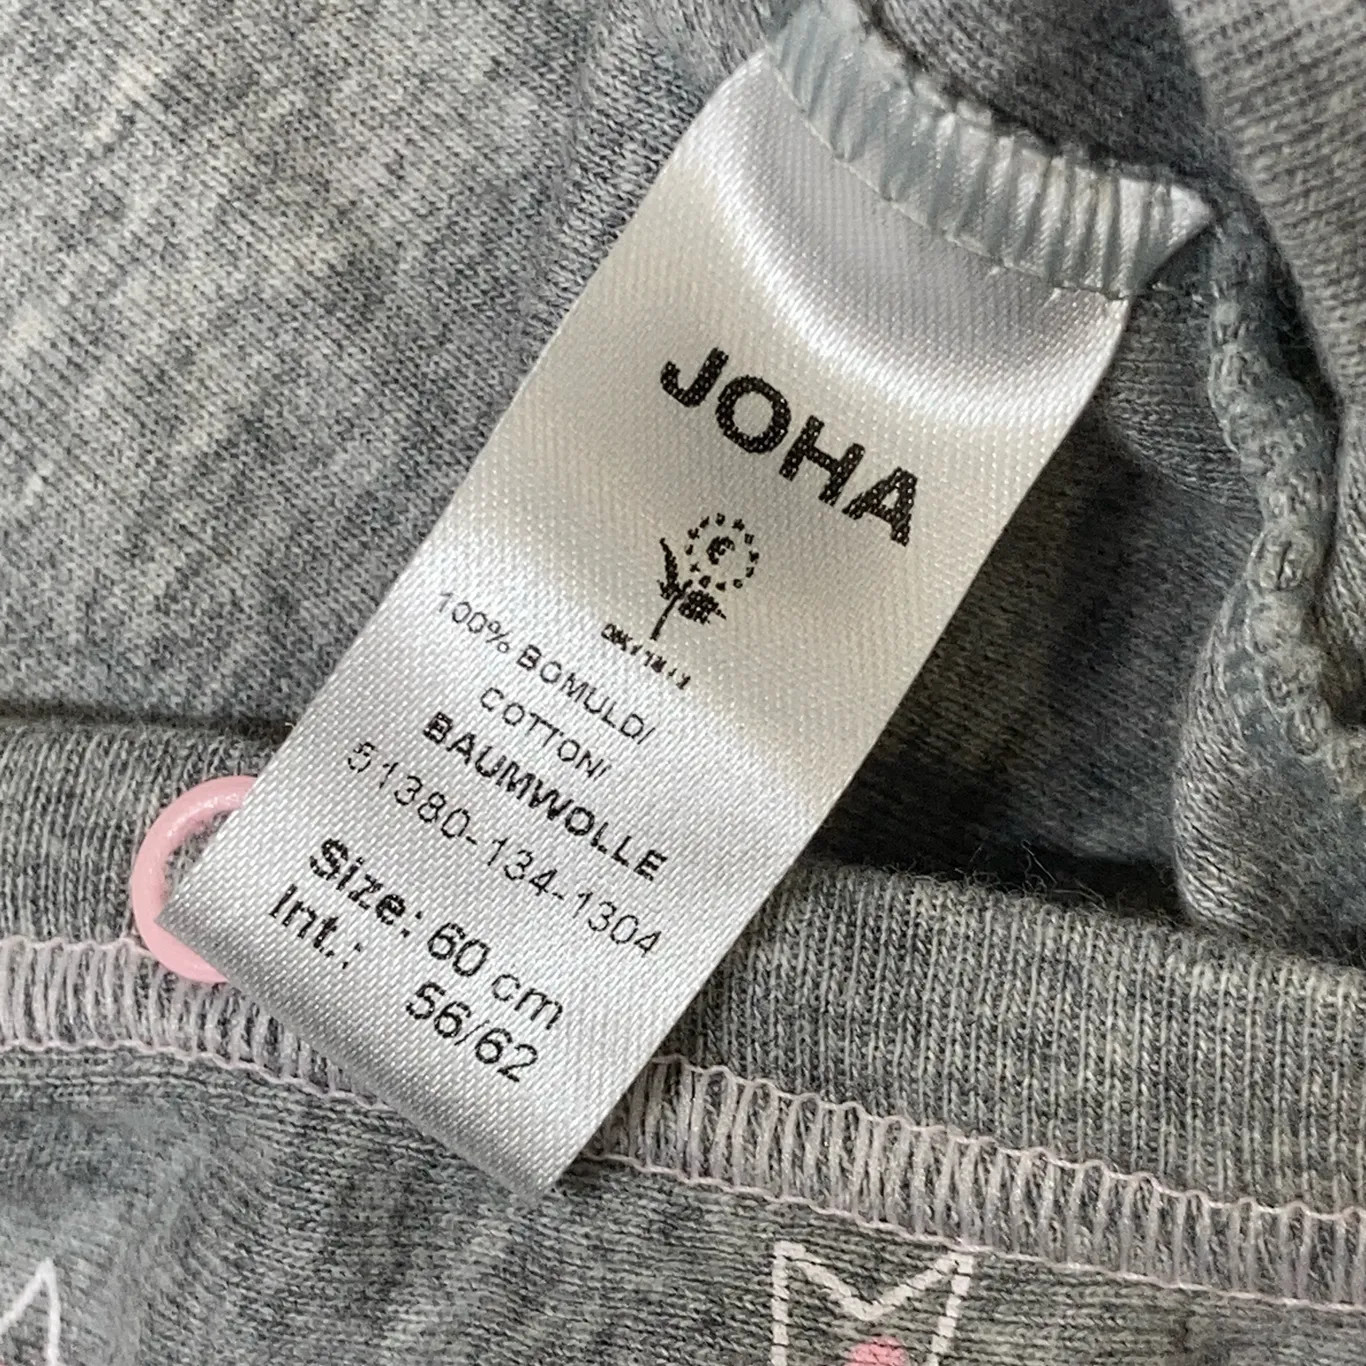 JOHA
100% BOMULD/
COTTON/
BAUMWOLLE
51380-134-1304
Size: 60 cm
Int.: 56/62